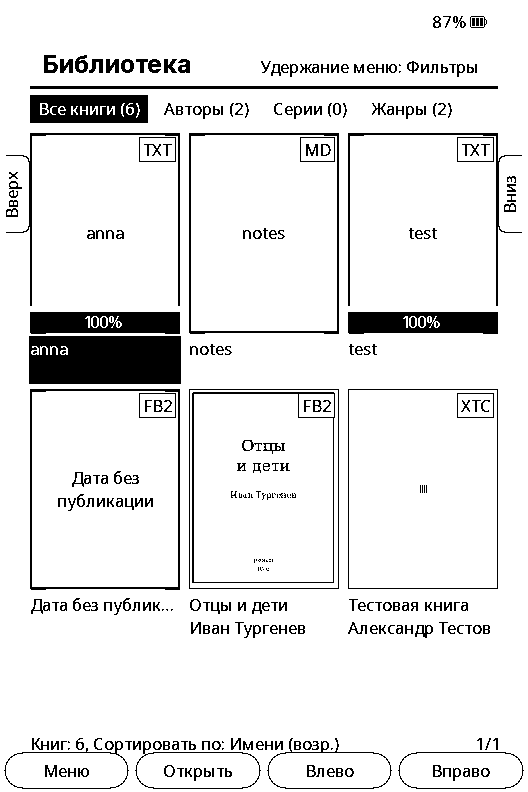 87%
Библиотека
Удержание меню: Фильтры
Все книги (6) Авторы (2) Серии (0) Жанры (2)
Вверх
Вниз
TXT
anna
100%
anna
MD
notes
notes
TXT
test
100%
test
FB2
Дата без
публикации
Дата без публик...
FB2
Отцы
и дети
Иван Тургенев
Отцы и дети
Иван Тургенев
XTC
Тестовая книга
Александр Тестов
Книг: 6, Сортировать по: Имени (возр.) 1/1
Меню Открыть Влево Вправо